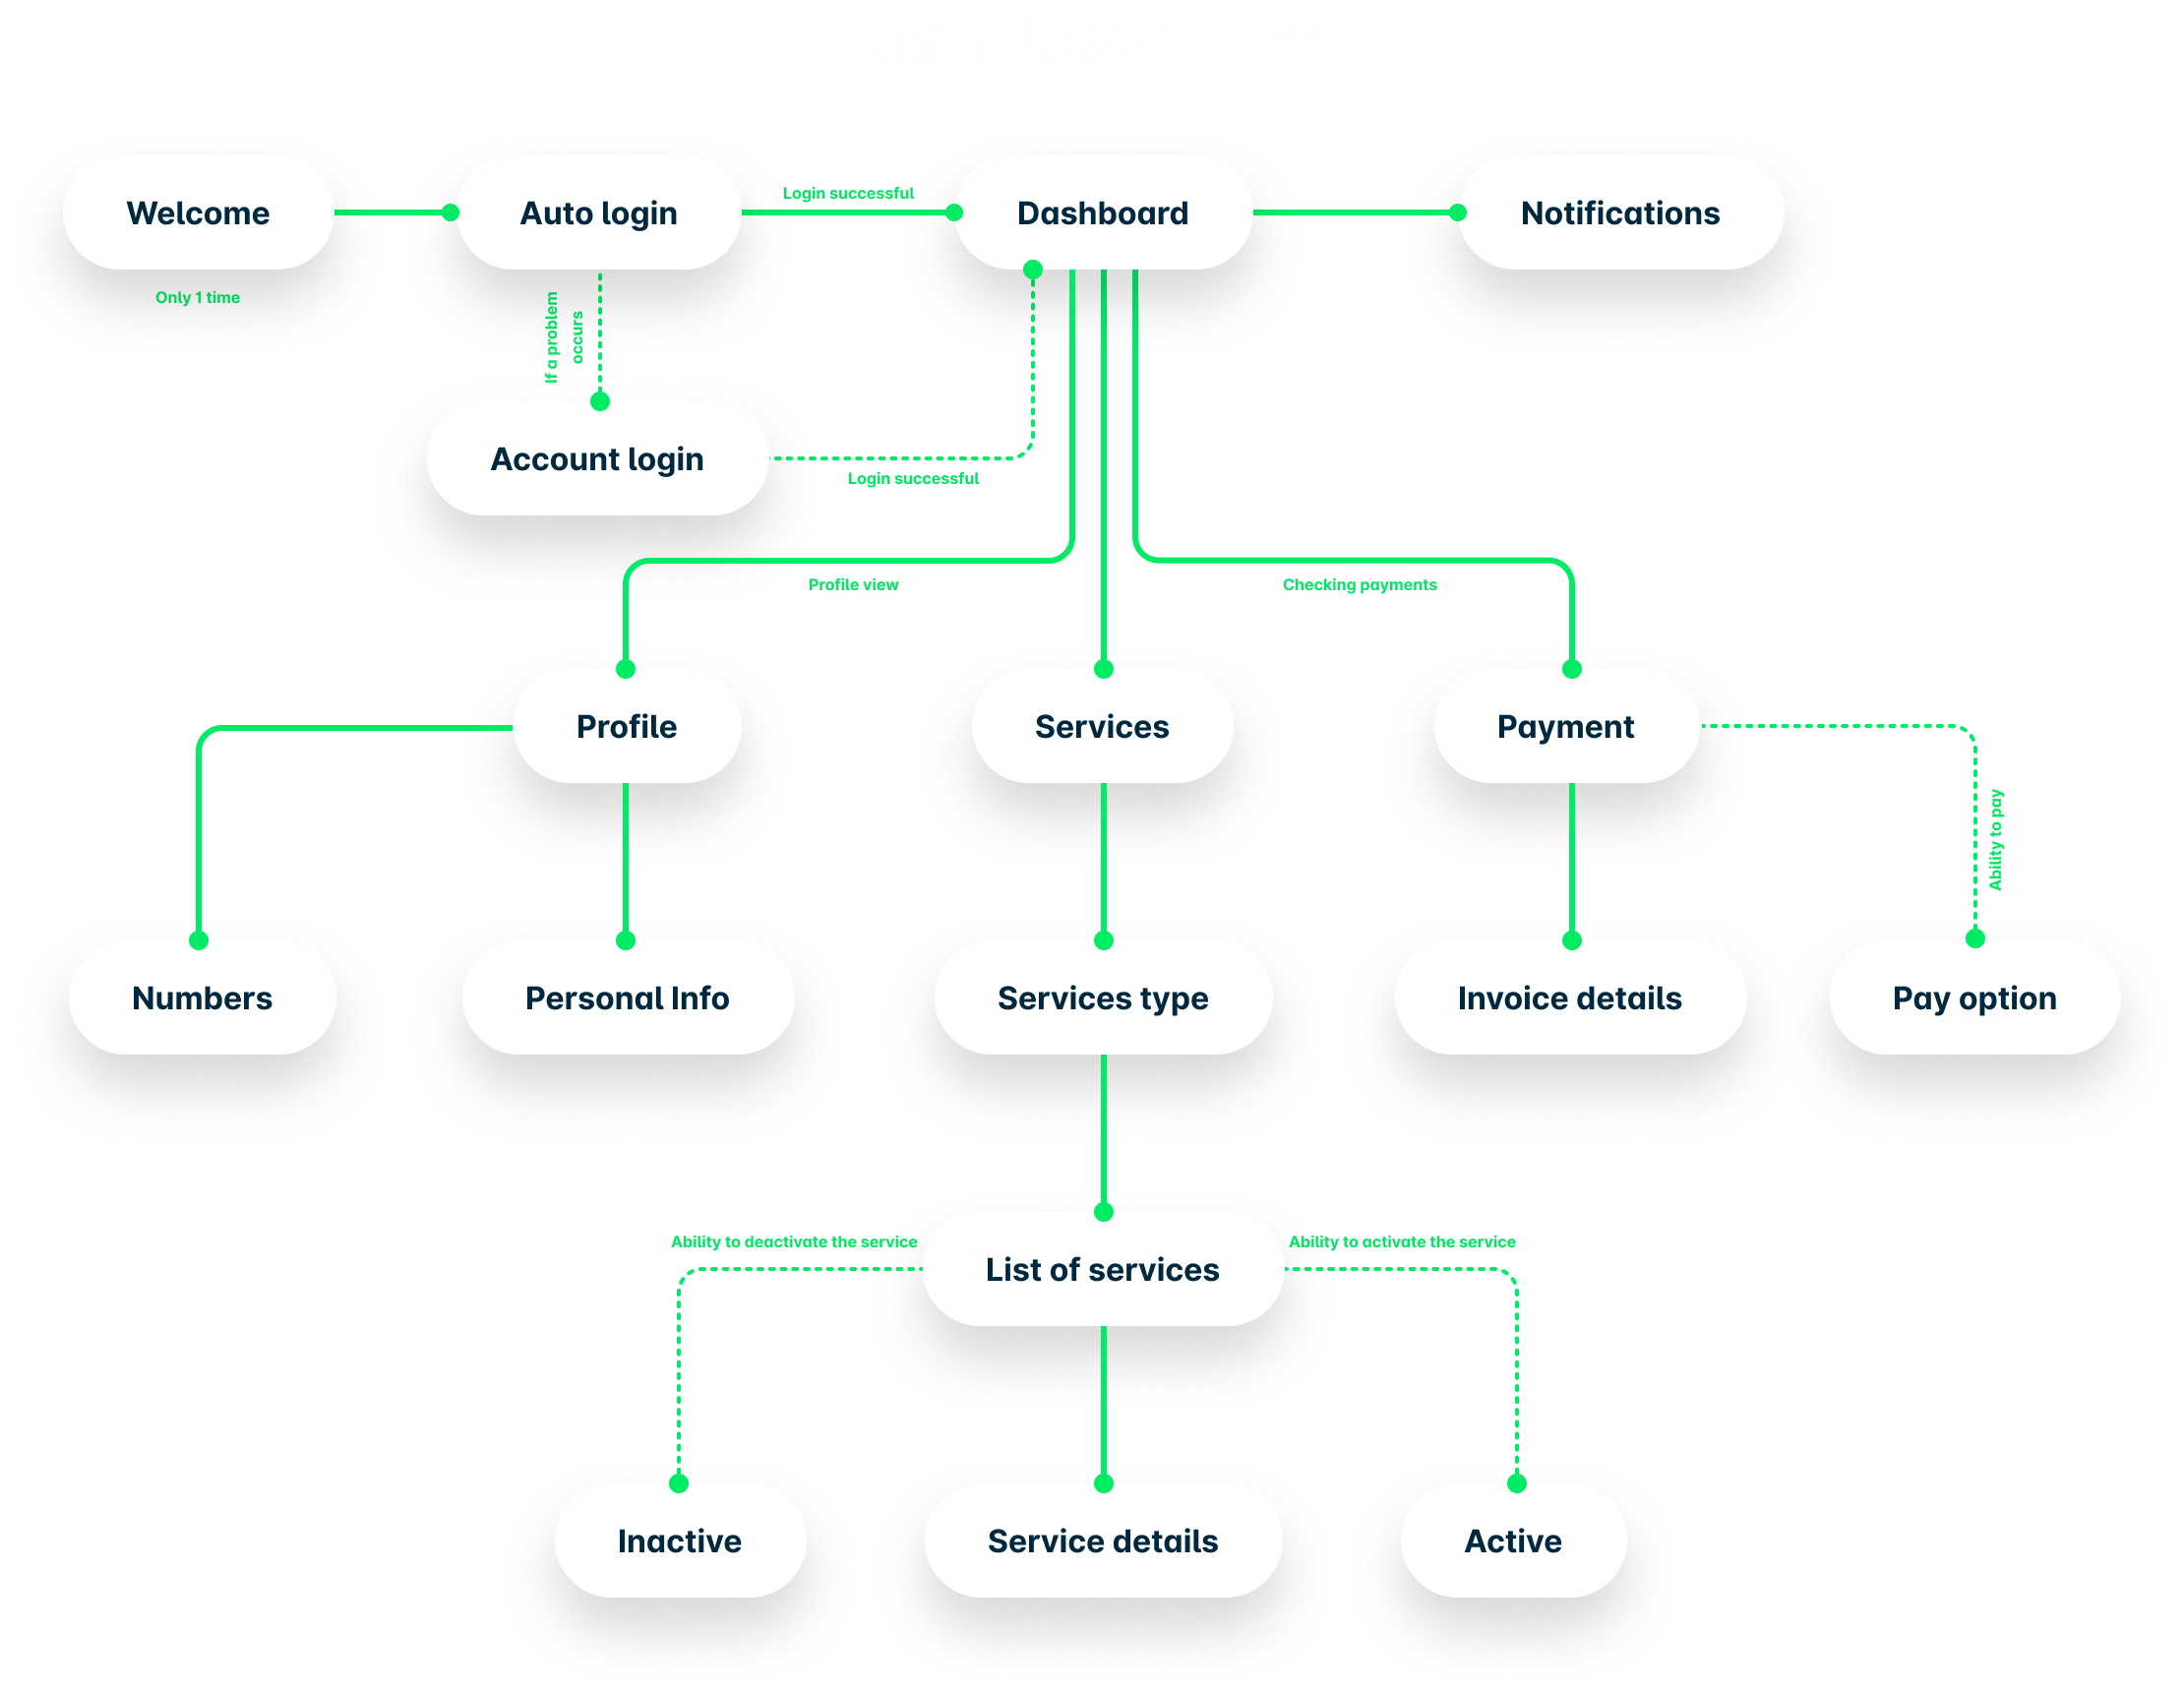 Welcome
Auto login
Login successful
Dashboard
Notifications
Only 1 time
If a problem
occurs
Account login
Login successful
Profile view
Checking payments
Profile
Services
Payment
Ability to pay
Numbers
Personal Info
Services type
Invoice details
Pay option
Ability to deactivate the service
Ability to activate the service
List of services
Inactive
Service details
Active